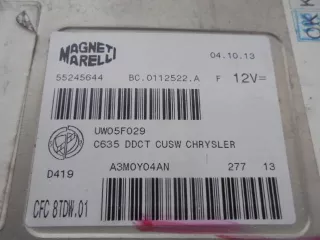 MAGNETI MARELLI
04.10.13
55245644 BC.0112522.A F 12V=
UW05F029
C635 DDCT CUSW CHRYSLER
D419 A3M0Y04AN 277 13
CFC 8TDW.01